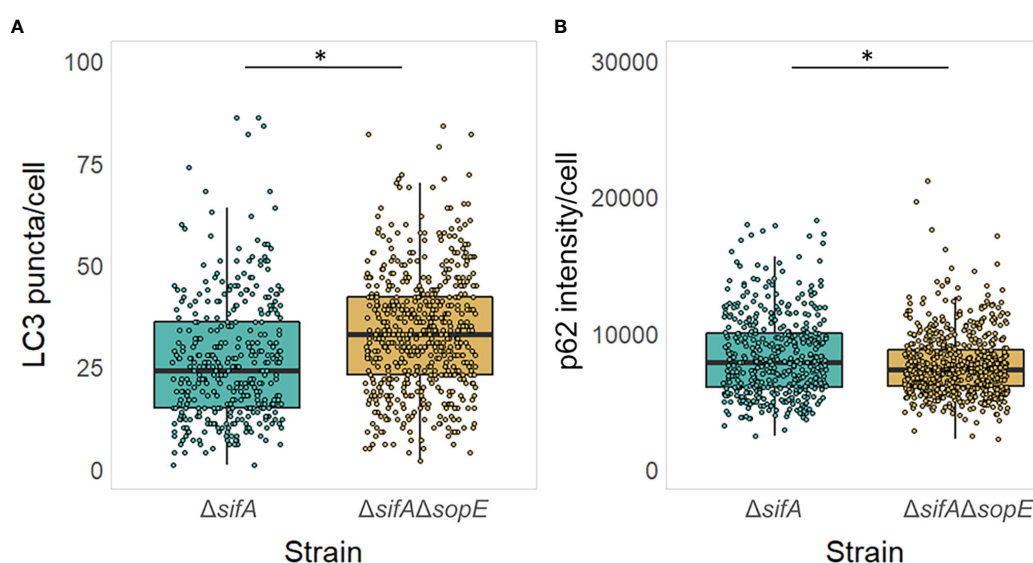 A
LC3 puncta/cell
100
75
50
25
0
*
ΔsifA
ΔsifAΔsopE
Strain
B
p62 intensity/cell
30000
20000
10000
0
*
ΔsifA
ΔsifAΔsopE
Strain